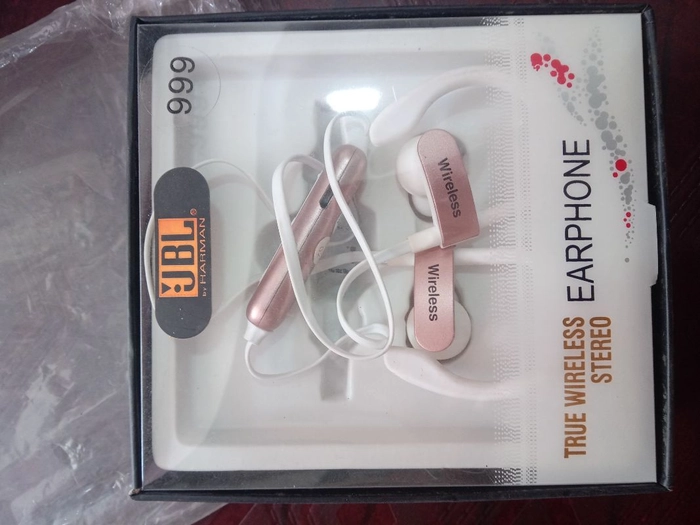 999
JBL®
by HARMAN
Wireless
Wireless
TRUE WIRELESS
STEREO
EARPHONE